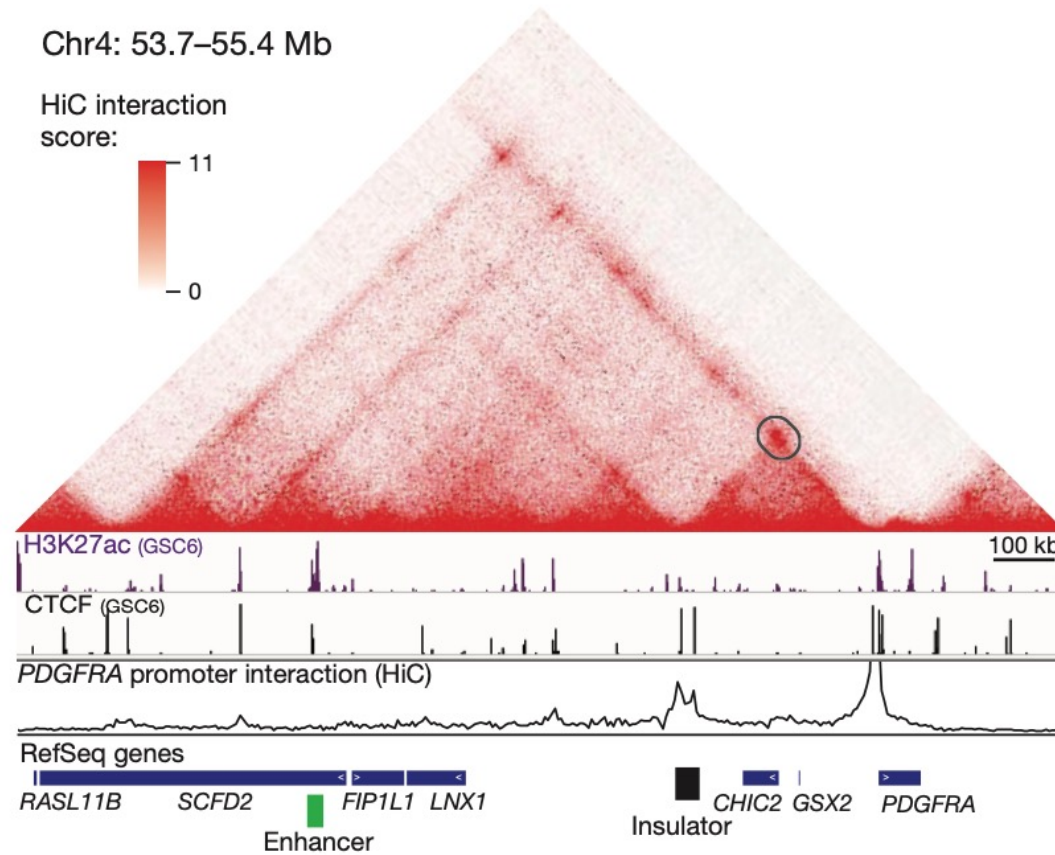 Chr4: 53.7–55.4 Mb
HiC interaction
score:
11
0
H3K27ac (GSC6)
100 kb
CTCF (GSC6)
PDGFRA promoter interaction (HiC)
RefSeq genes
< > < < >
RASL11B SCFD2 FIP1L1 LNX1 CHIC2 GSX2 PDGFRA
Insulator
Enhancer